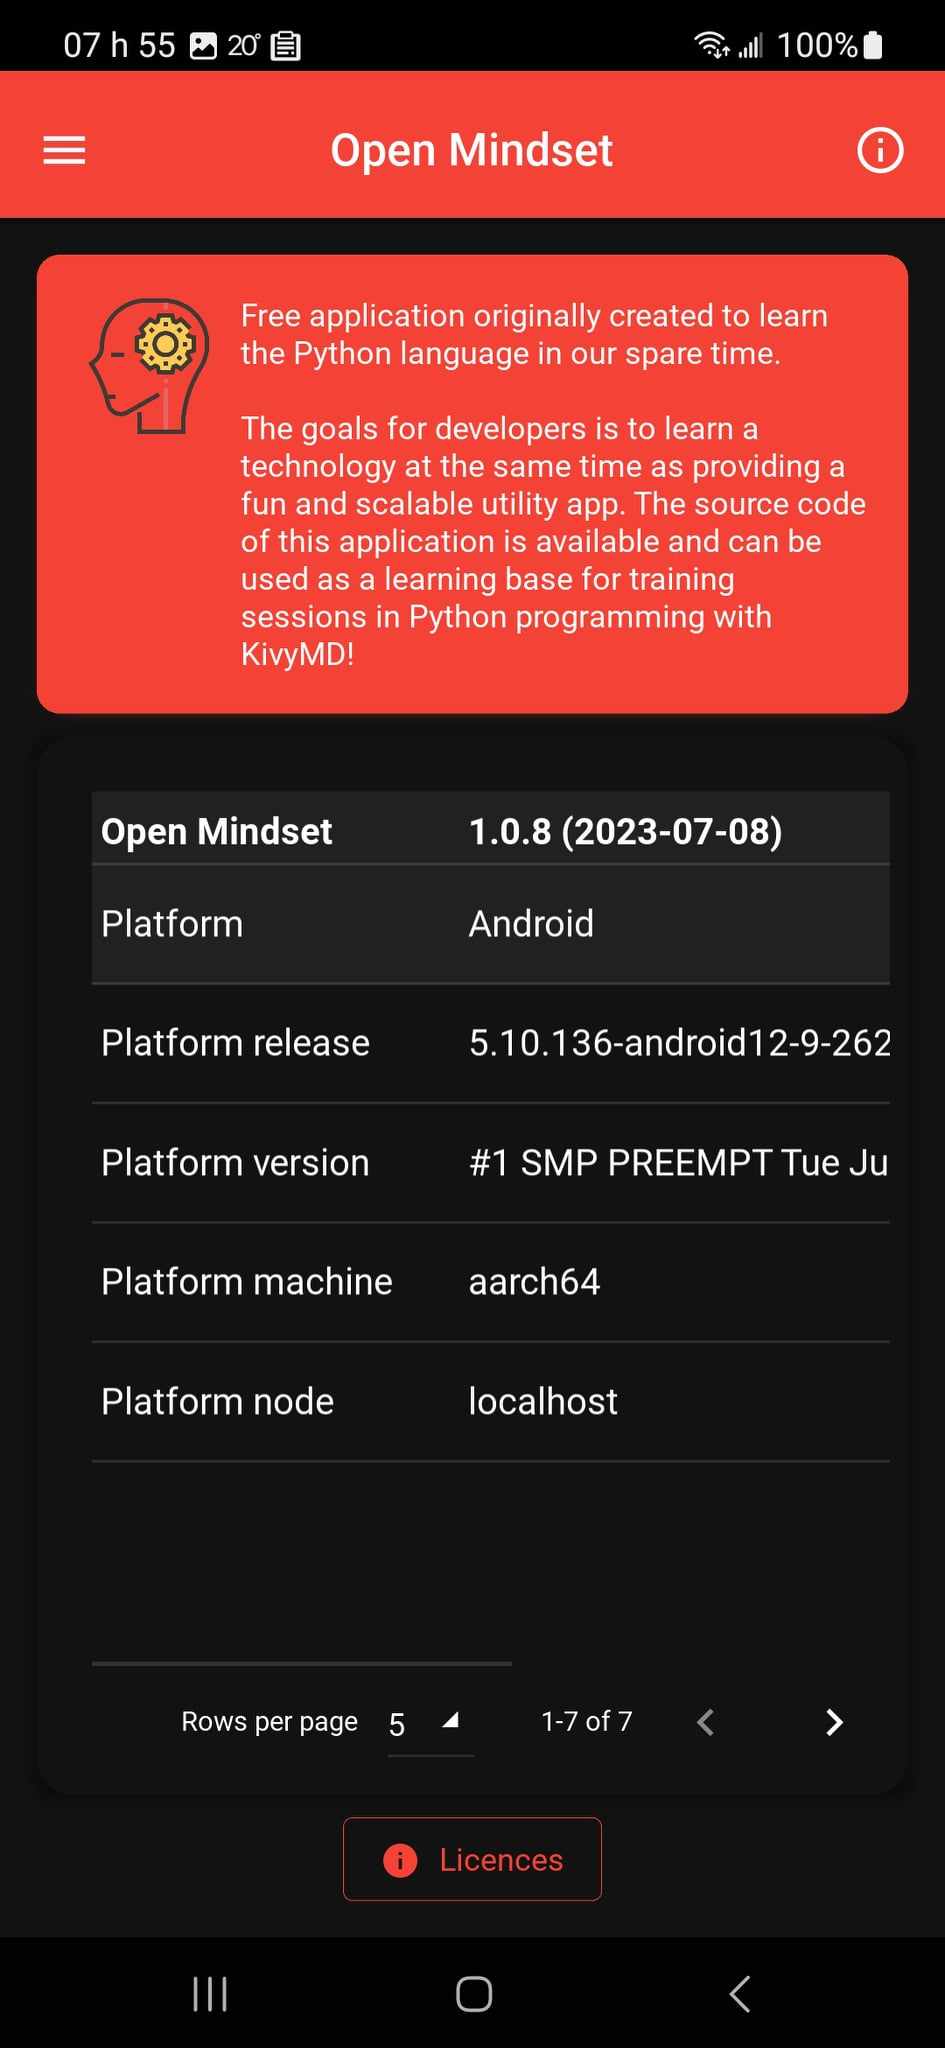 07 h 55 20° 100%
Open Mindset
Free application originally created to learn
the Python language in our spare time.
The goals for developers is to learn a
technology at the same time as providing a
fun and scalable utility app. The source code
of this application is available and can be
used as a learning base for training
sessions in Python programming with
KivyMD!
Open Mindset 1.0.8 (2023-07-08)
Platform Android
Platform release 5.10.136-android12-9-262
Platform version #1 SMP PREEMPT Tue Ju
Platform machine aarch64
Platform node localhost
Rows per page 5 1-7 of 7
Licences